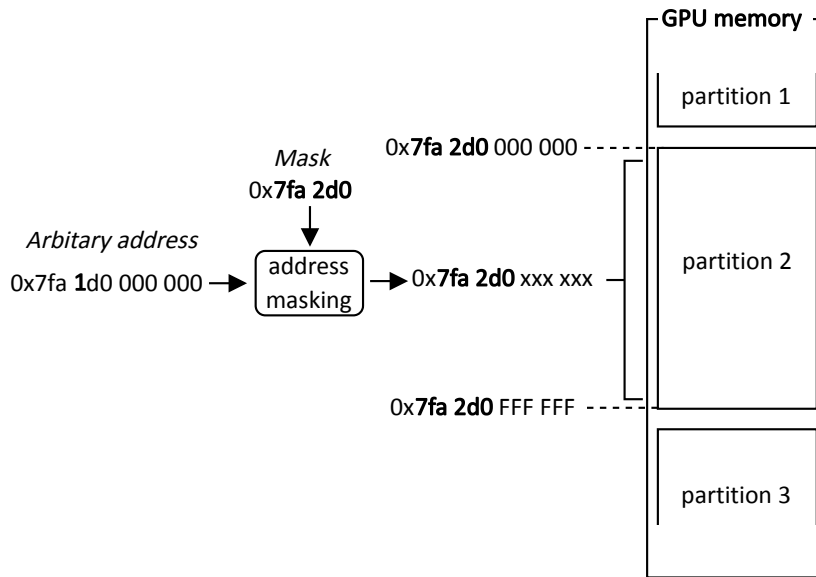 GPU memory
partition 1
0x7fa 2d0 000 000
Mask
0x7fa 2d0
Arbitary address
0x7fa 1d0 000 000
address
masking
0x7fa 2d0 xxx xxx
partition 2
0x7fa 2d0 FFF FFF
partition 3